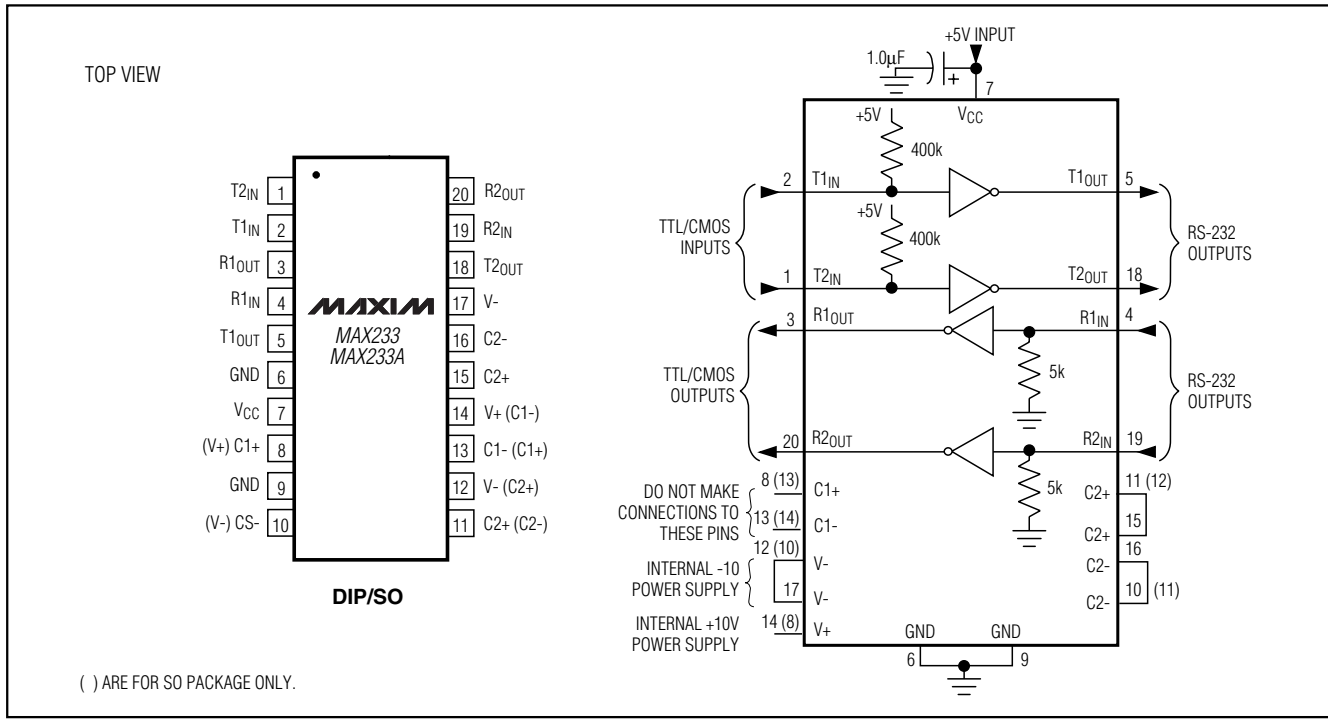 TOP VIEW
T2IN 1
T1IN 2
R1OUT 3
R1IN 4
T1OUT 5
GND 6
VCC 7
(V+) C1+ 8
GND 9
(V-) CS- 10
20 R2OUT
19 R2IN
18 T2OUT
17 V-
16 C2-
15 C2+
14 V+ (C1-)
13 C1- (C1+)
12 V- (C2+)
11 C2+ (C2-)
MAXIM
MAX233
MAX233A
DIP/SO
( ) ARE FOR SO PACKAGE ONLY.
+5V INPUT
1.0µF
+
7
VCC
+5V
400k
2 T1IN
T1OUT 5
+5V
400k
TTL/CMOS
INPUTS
RS-232
OUTPUTS
1 T2IN
T2OUT 18
3 R1OUT
R1IN 4
5k
TTL/CMOS
OUTPUTS
RS-232
OUTPUTS
20 R2OUT
R2IN 19
5k
DO NOT MAKE
CONNECTIONS TO
THESE PINS
8 (13) C1+
13 (14) C1-
INTERNAL -10
POWER SUPPLY
12 (10) V-
17 V-
INTERNAL +10V
POWER SUPPLY
14 (8) V+
C2+ 11 (12)
C2+ 15
C2- 16
C2- 10 (11)
GND GND
6 9